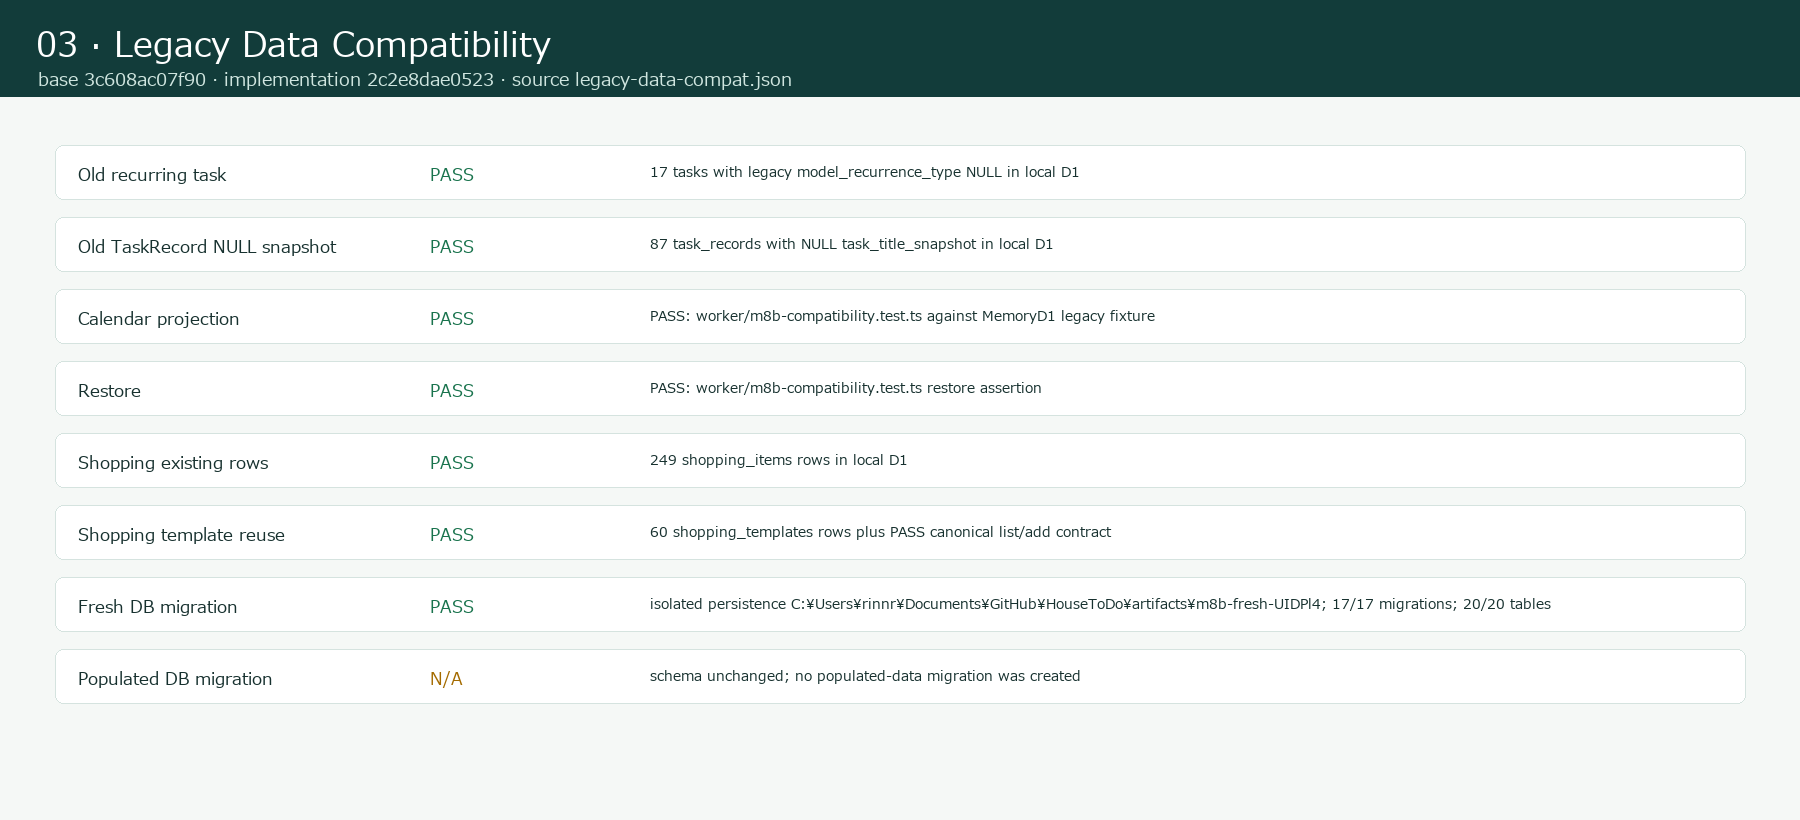 03 · Legacy Data Compatibility
base 3c608ac07f90 · implementation 2c2e8dae0523 · source legacy-data-compat.json
Old recurring task PASS 17 tasks with legacy model_recurrence_type NULL in local D1
Old TaskRecord NULL snapshot PASS 87 task_records with NULL task_title_snapshot in local D1
Calendar projection PASS PASS: worker/m8b-compatibility.test.ts against MemoryD1 legacy fixture
Restore PASS PASS: worker/m8b-compatibility.test.ts restore assertion
Shopping existing rows PASS 249 shopping_items rows in local D1
Shopping template reuse PASS 60 shopping_templates rows plus PASS canonical list/add contract
Fresh DB migration PASS isolated persistence C:¥Users¥rinnr¥Documents¥GitHub¥HouseToDo¥artifacts¥m8b-fresh-UIDPl4; 17/17 migrations; 20/20 tables
Populated DB migration N/A schema unchanged; no populated-data migration was created